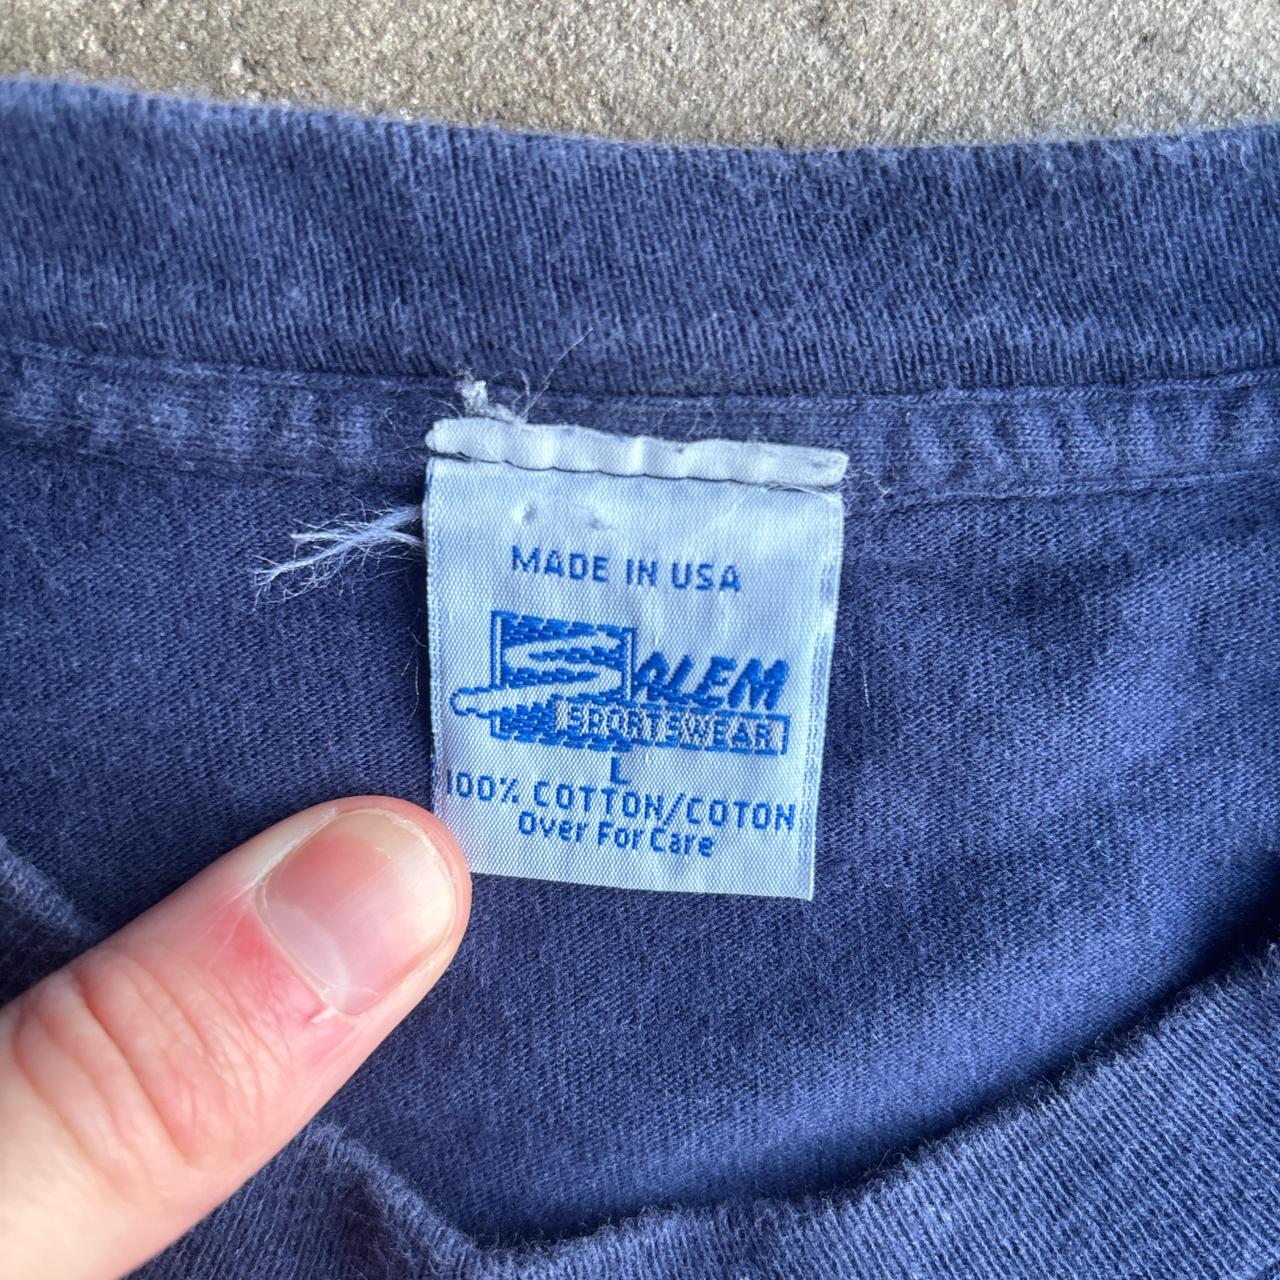 MADE IN USA
SALEM
SPORTSWEAR
L
100% COTTON/COTON
Over For Care